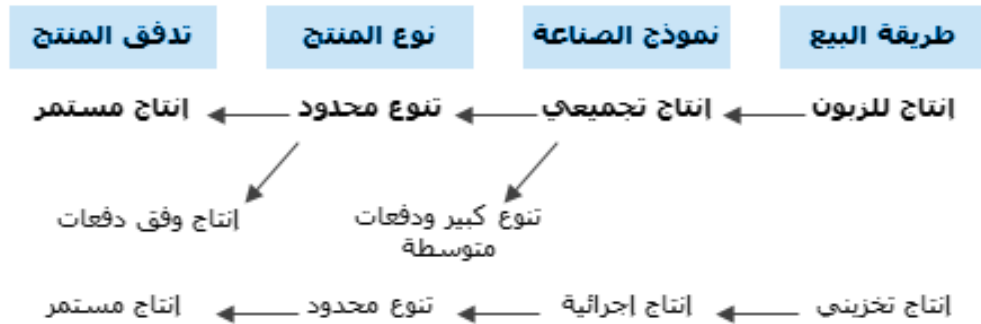 طريقة البيع نموذج الصناعة نوع المنتج تدفق المنتج
إنتاج للزبون إنتاج تجميعي تنوع محدود إنتاج مستمر
تنوع كبير ودفعات إنتاج وفق دفعات
متوسطة
إنتاج تخزيني إنتاج إجرائية تنوع محدود إنتاج مستمر